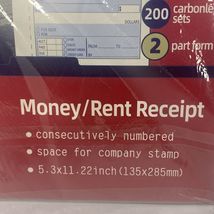 DOLLARS
200 carbonle
sets
2 part form
Money/Rent Receipt
consecutively numbered
space for company stamp
5.3x11.22inch(135x285mm)